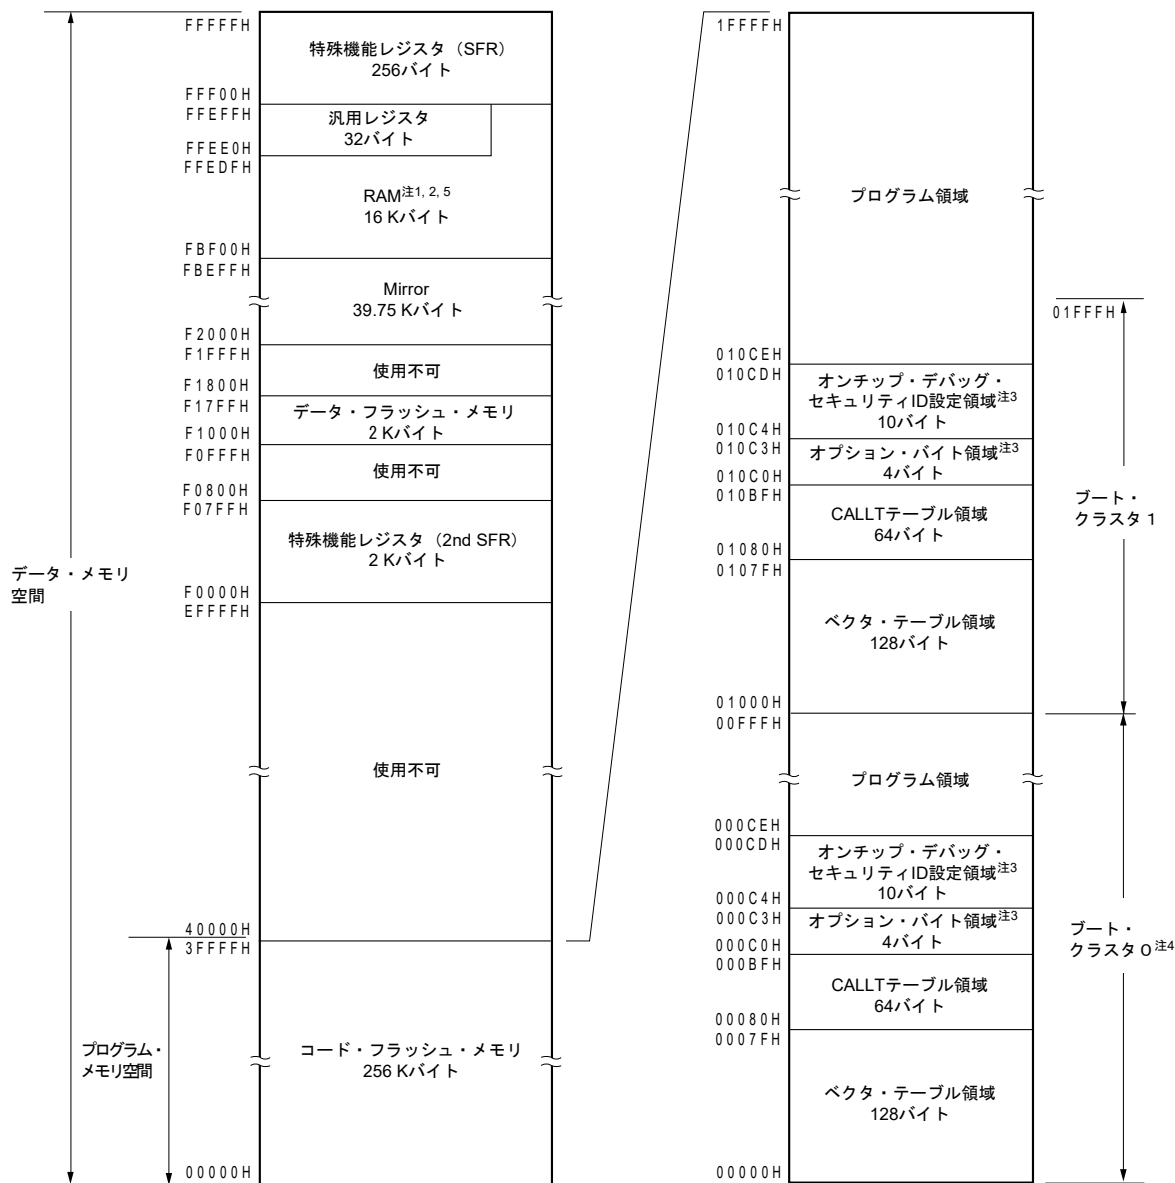 データ・メモリ
空間
プログラム・
メモリ空間
FFFFFH
特殊機能レジスタ（SFR）
256バイト
FFF00H
FFEFFH
汎用レジスタ
32バイト
FFEE0H
FFEDFH
RAM注1, 2, 5
16 Kバイト
FBF00H
FBEFFH
Mirror
39.75 Kバイト
F2000H
F1FFFH
使用不可
F1800H
F17FFH
データ・フラッシュ・メモリ
2 Kバイト
F1000H
F0FFFH
使用不可
F0800H
F07FFH
特殊機能レジスタ（2nd SFR）
2 Kバイト
F0000H
EFFFFH
使用不可
40000H
3FFFFH
コード・フラッシュ・メモリ
256 Kバイト
00000H
1FFFFH
プログラム領域
01FFFH
010CEH
010CDH
オンチップ・デバッグ・
セキュリティID設定領域注3
10バイト
010C4H
010C3H
オプション・バイト領域注3
4バイト
010C0H
010BFH
CALLTテーブル領域
64バイト
01080H
0107FH
ベクタ・テーブル領域
128バイト
01000H
ブート・
クラスタ1
00FFFH
プログラム領域
000CEH
000CDH
オンチップ・デバッグ・
セキュリティID設定領域注3
10バイト
000C4H
000C3H
オプション・バイト領域注3
4バイト
000C0H
000BFH
CALLTテーブル領域
64バイト
00080H
0007FH
ベクタ・テーブル領域
128バイト
00000H
ブート・
クラスタ0注4